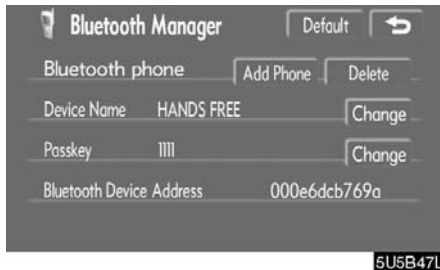 Bluetooth Manager Default
Bluetooth phone Add Phone Delete
Device Name HANDS FREE Change
Passkey 1111 Change
Bluetooth Device Address 000e6dcb769a
5U5B47L